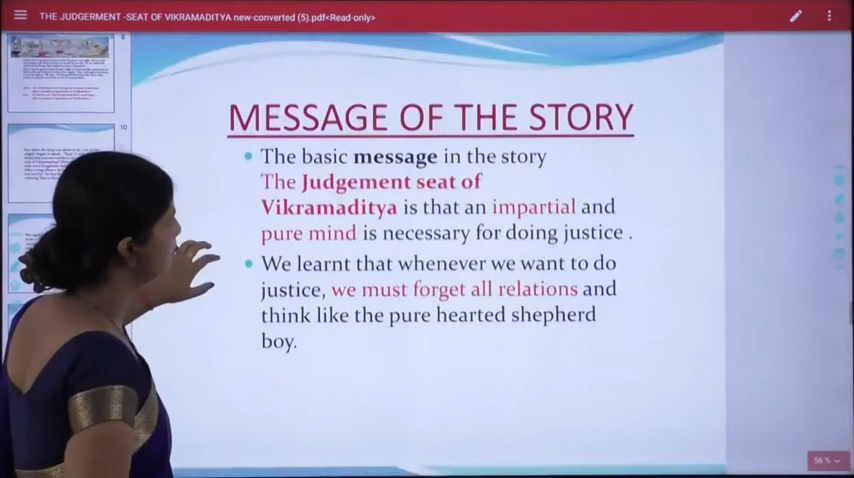 THE JUDGERMENT -SEAT OF VIKRAMADITYA new-converted (5).pdf<Read-only>
9
10
MESSAGE OF THE STORY
• The basic message in the story
The Judgement seat of
Vikramaditya is that an impartial and
pure mind is necessary for doing justice .
• We learnt that whenever we want to do
justice, we must forget all relations and
think like the pure hearted shepherd
boy.
56 %